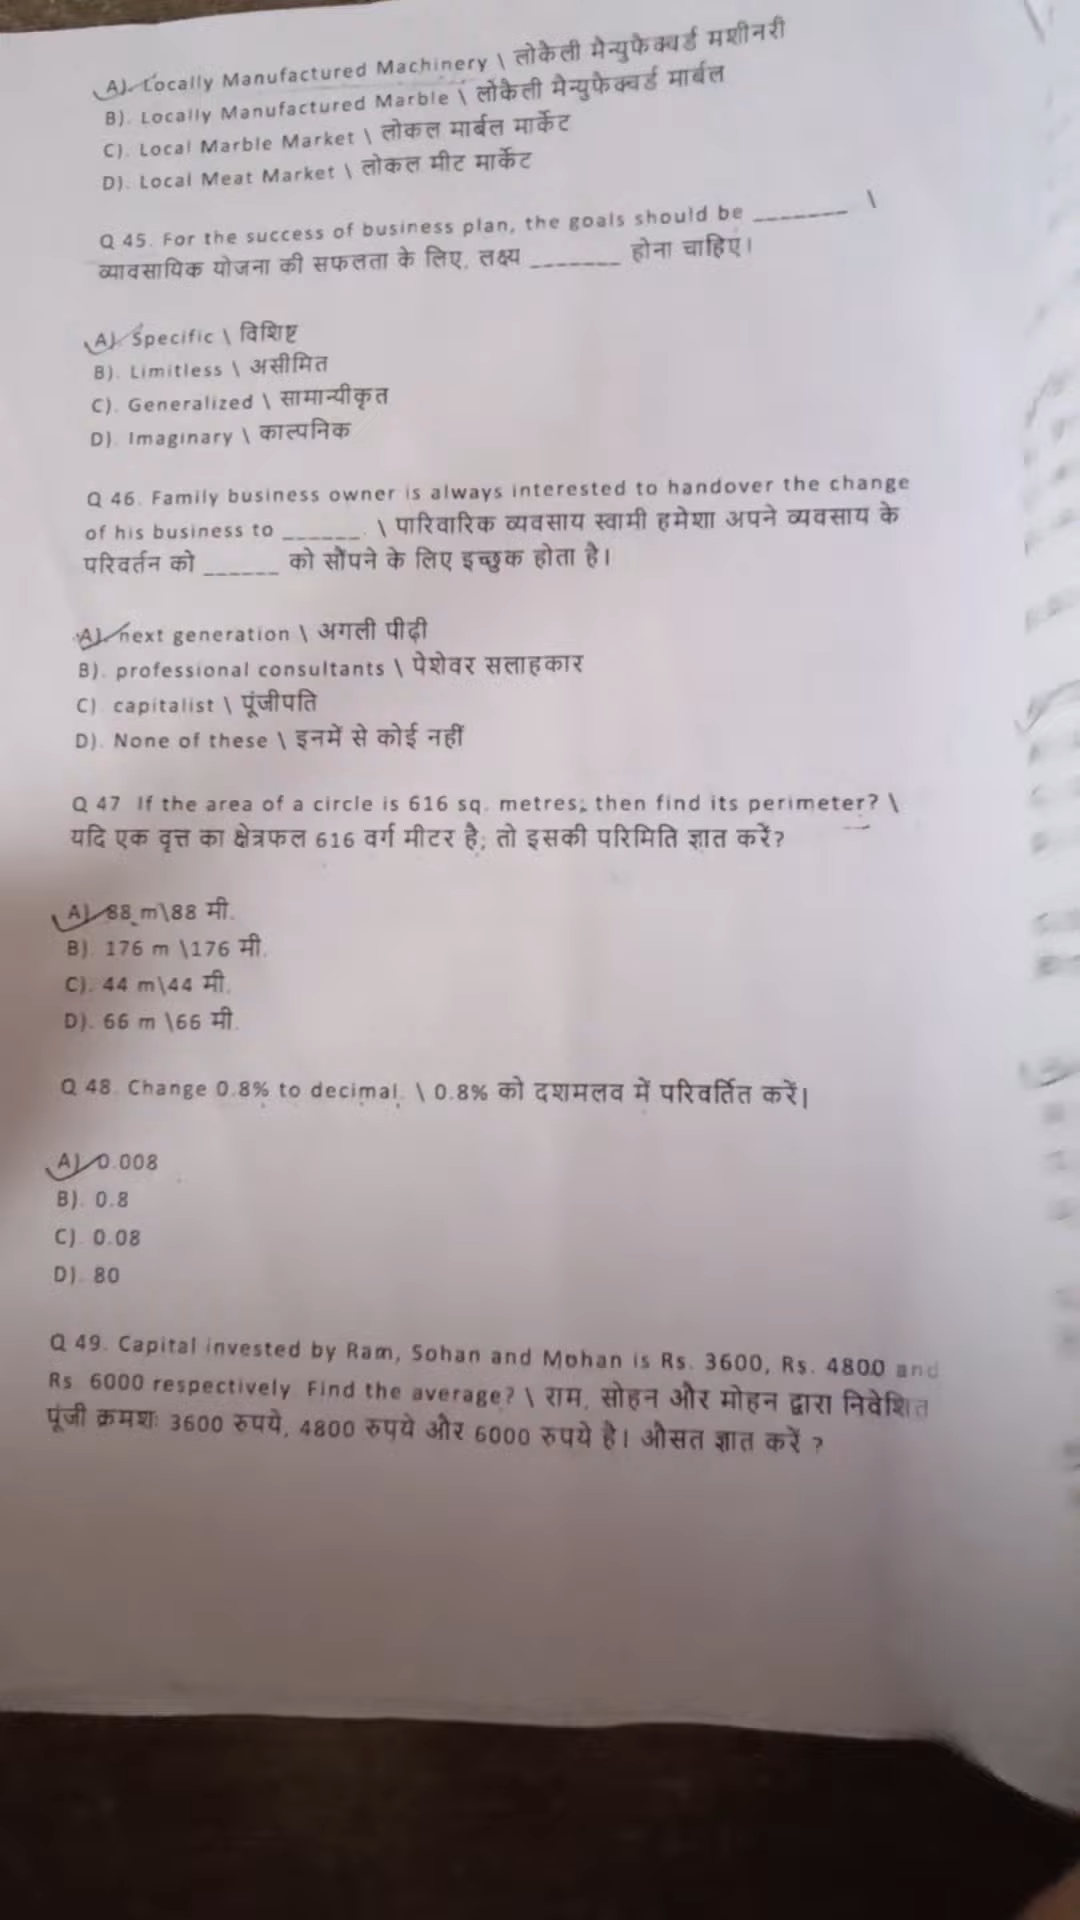 A). Locally Manufactured Machinery \ लोकैली मैन्युफैक्चर्ड मशीनरी
B). Locally Manufactured Marble \ लोकैली मैन्युफैक्चर्ड मार्बल
C). Local Marble Market \ लोकल मार्बल मार्केट
D). Local Meat Market \ लोकल मीट मार्केट
Q 45. For the success of business plan, the goals should be ________ \
व्यावसायिक योजना की सफलता के लिए, लक्ष्य ________ होना चाहिए।
A). Specific \ विशिष्ट
B). Limitless \ असीमित
C). Generalized \ सामान्यीकृत
D). Imaginary \ काल्पनिक
Q 46. Family business owner is always interested to handover the change
of his business to _______. \ पारिवारिक व्यवसाय स्वामी हमेशा अपने व्यवसाय के
परिवर्तन को _______ को सौंपने के लिए इच्छुक होता है।
A). next generation \ अगली पीढ़ी
B). professional consultants \ पेशेवर सलाहकार
C). capitalist \ पूंजीपति
D). None of these \ इनमें से कोई नहीं
Q 47. If the area of a circle is 616 sq. metres; then find its perimeter? \
यदि एक वृत्त का क्षेत्रफल 616 वर्ग मीटर है; तो इसकी परिमिति ज्ञात करें?
A). 88 m\88 मी.
B). 176 m \176 मी.
C). 44 m\44 मी.
D). 66 m \66 मी.
Q 48. Change 0.8% to decimal. \ 0.8% को दशमलव में परिवर्तित करें|
A). 0.008
B). 0.8
C). 0.08
D). 80
Q 49. Capital invested by Ram, Sohan and Mohan is Rs. 3600, Rs. 4800 and
Rs. 6000 respectively. Find the average? \ राम, सोहन और मोहन द्वारा निवेशित
पूंजी क्रमशः 3600 रुपये, 4800 रुपये और 6000 रुपये है। औसत ज्ञात करें ?